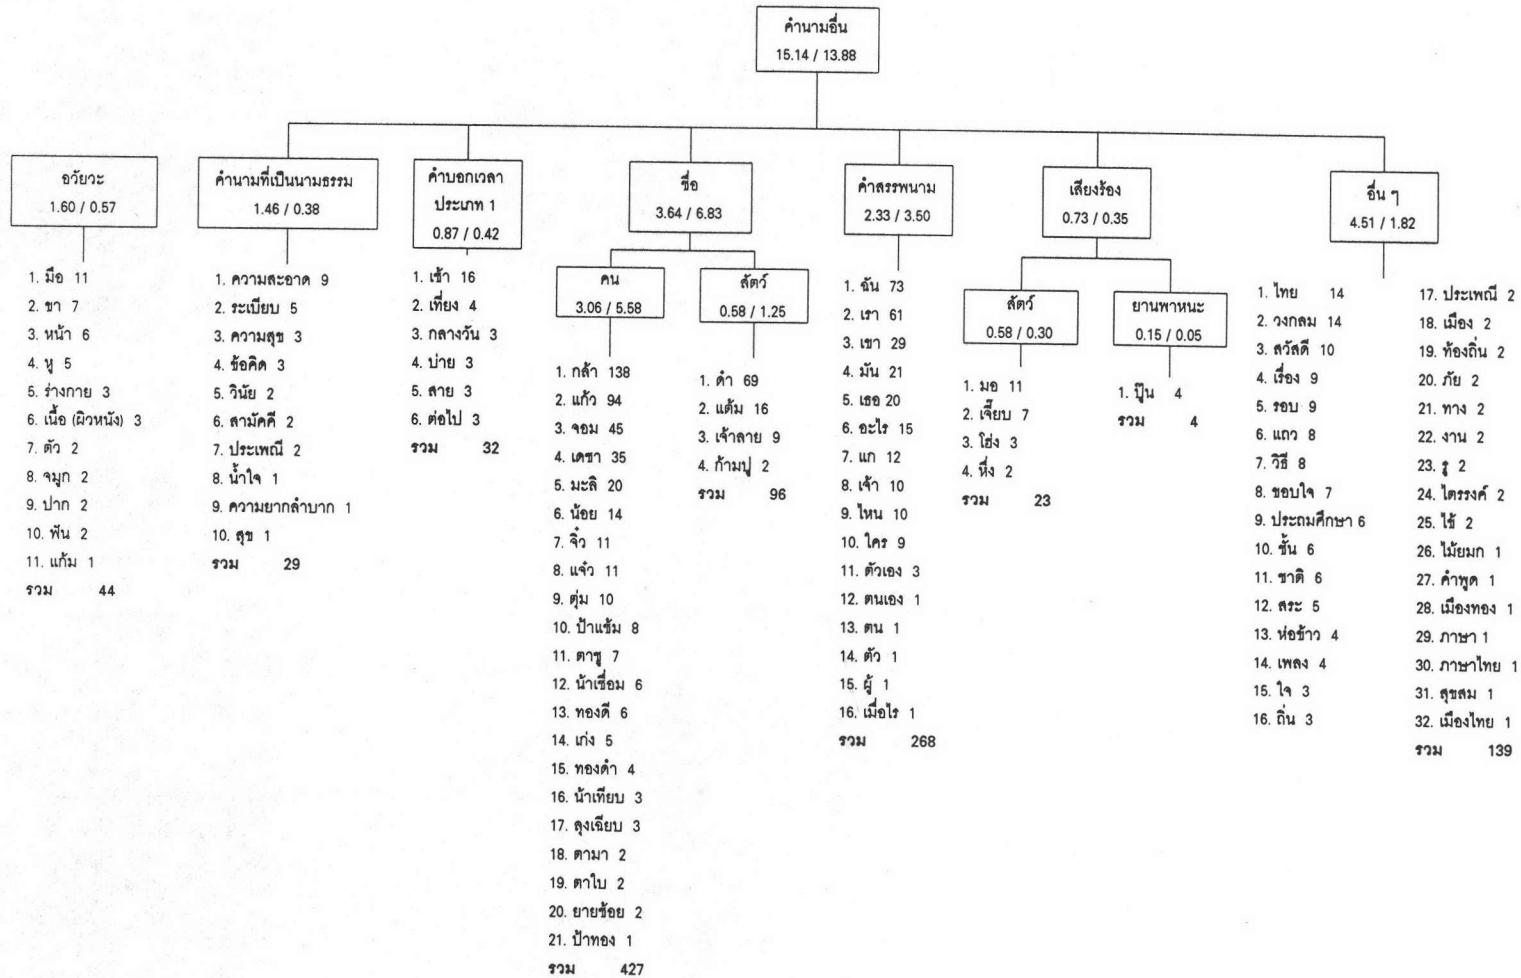 คำนามอื่น
15.14 / 13.88
อวัยวะ
1.60 / 0.57
1. มือ 11
2. ขา 7
3. หน้า 6
4. หู 5
5. ร่างกาย 3
6. เนื้อ (ผิวหนัง) 3
7. ตัว 2
8. จมูก 2
9. ปาก 2
10. ฟัน 2
11. แก้ม 1
รวม 44
คำนามที่เป็นนามธรรม
1.46 / 0.38
1. ความสะอาด 9
2. ระเบียบ 5
3. ความสุข 3
4. ข้อคิด 3
5. วินัย 2
6. สามัคคี 2
7. ประเพณี 2
8. น้ำใจ 1
9. ความยากลำบาก 1
10. สุข 1
รวม 29
คำบอกเวลา
ประเภท 1
0.87 / 0.42
1. เช้า 16
2. เที่ยง 4
3. กลางวัน 3
4. บ่าย 3
5. สาย 3
6. ต่อไป 3
รวม 32
ชื่อ
3.64 / 6.83
คน
3.06 / 5.58
1. กล้า 138
2. แก้ว 94
3. จอม 45
4. เดชา 35
5. มะลิ 20
6. น้อย 14
7. จิ๋ว 11
8. แจ๋ว 11
9. ตุ่ม 10
10. ป้าแช้ม 8
11. ตาชู 7
12. น้าเชื่อม 6
13. ทองดี 6
14. เก่ง 5
15. ทองดำ 4
16. น้าเทียบ 3
17. ลุงเฉียบ 3
18. ตามา 2
19. ตาใบ 2
20. ยายช้อย 2
21. ป้าทอง 1
รวม 427
สัตว์
0.58 / 1.25
1. ดำ 69
2. แต้ม 16
3. เจ้าลาย 9
4. ก้ามปู 2
รวม 96
คำสรรพนาม
2.33 / 3.50
1. ฉัน 73
2. เรา 61
3. เขา 29
4. มัน 21
5. เธอ 20
6. อะไร 15
7. แก 12
8. เจ้า 10
9. ไหน 10
10. ใคร 9
11. ตัวเอง 3
12. ตนเอง 1
13. ตน 1
14. ตัว 1
15. ผู้ 1
16. เมื่อไร 1
รวม 268
เสียงร้อง
0.73 / 0.35
สัตว์
0.58 / 0.30
1. มอ 11
2. เจี๊ยบ 7
3. โฮ่ง 3
4. หึ่ง 2
รวม 23
ยานพาหนะ
0.15 / 0.05
1. ปู๊น 4
รวม 4
อื่น ๆ
4.51 / 1.82
1. ไทย 14
2. วงกลม 14
3. สวัสดี 10
4. เรื่อง 9
5. รอบ 9
6. แถว 8
7. วิธี 8
8. ขอบใจ 7
9. ประถมศึกษา 6
10. ชั้น 6
11. ชาติ 6
12. สระ 5
13. ห่อข้าว 4
14. เพลง 4
15. ใจ 3
16. ถิ่น 3
17. ประเพณี 2
18. เมือง 2
19. ท้องถิ่น 2
20. ภัย 2
21. ทาง 2
22. งาน 2
23. รู 2
24. ไตรรงค์ 2
25. ไข้ 2
26. ไม้ยมก 1
27. คำพูด 1
28. เมืองทอง 1
29. ภาษา 1
30. ภาษาไทย 1
31. สุขสม 1
32. เมืองไทย 1
รวม 139